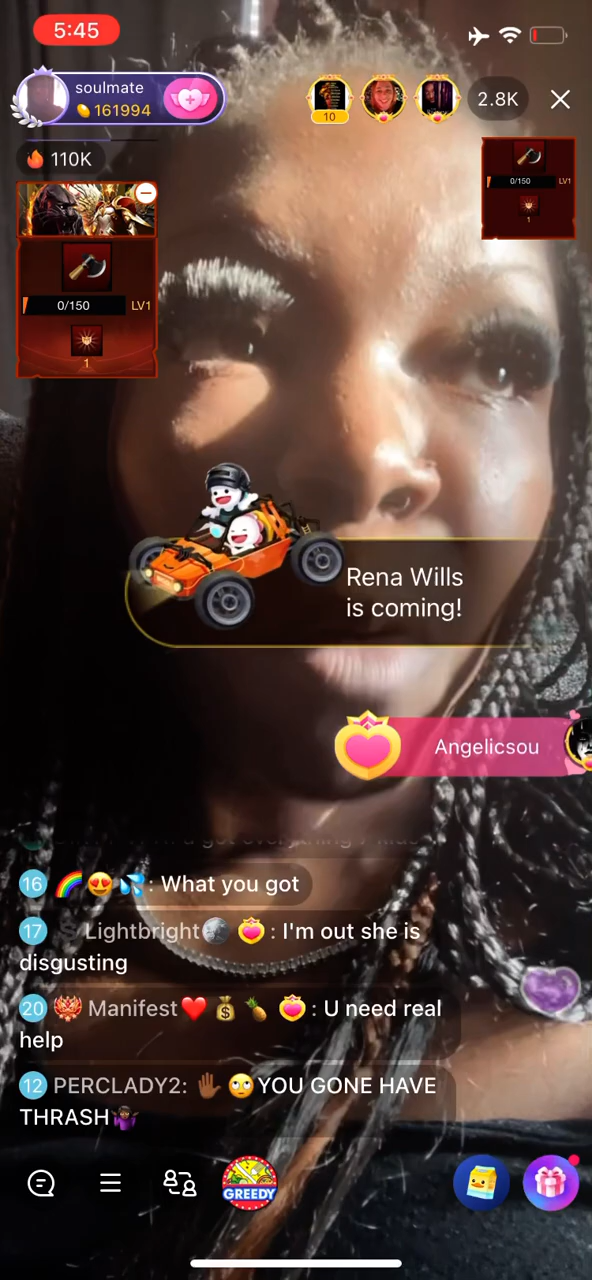 5:45
soulmate
161994
10
2.8K
110K
0/150 LV1
1
0/150 LV1
1
Rena Wills
is coming!
Angelicsou
16 🌈😍💦: What you got
17 Lightbright🌑 : I'm out she is
disgusting
20 Manifest❤️💰🍍 : U need real
help
12 PERCLADY2: 🤚🏾🙄YOU GONE HAVE
THRASH🤷🏾‍♀️
GREEDY